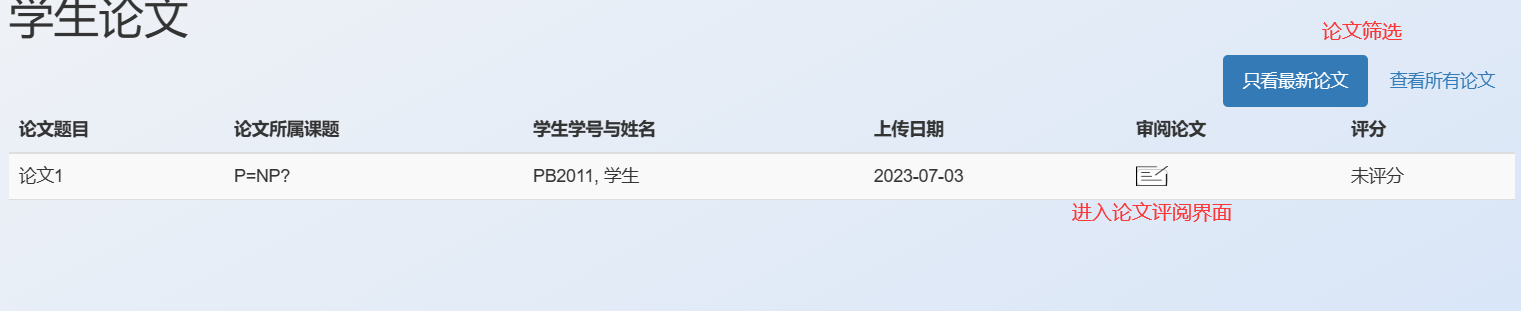 学生论文
论文筛选
只看最新论文 查看所有论文
论文题目 论文所属课题 学生学号与姓名 上传日期 审阅论文 评分
论文1 P=NP? PB2011, 学生 2023-07-03 未评分
进入论文评阅界面